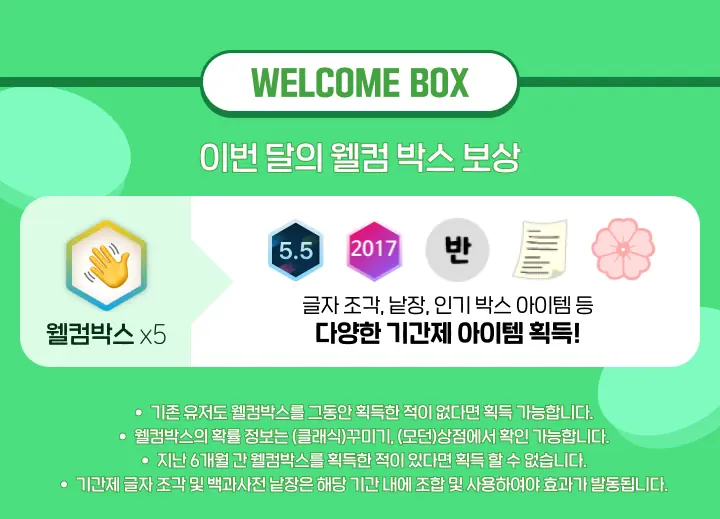 WELCOME BOX
이번 달의 웰컴 박스 보상
5.5
2017
반
글자 조각, 낱장, 인기 박스 아이템 등
다양한 기간제 아이템 획득!
웰컴박스 x5
• 기존 유저도 웰컴박스를 그동안 획득한 적이 없다면 획득 가능합니다.
• 웰컴박스의 확률 정보는 (클래식)꾸미기, (모던)상점에서 확인 가능합니다.
• 지난 6개월 간 웰컴박스를 획득한 적이 있다면 획득 할 수 없습니다.
• 기간제 글자 조각 및 백과사전 낱장은 해당 기간 내에 조합 및 사용하여야 효과가 발동됩니다.